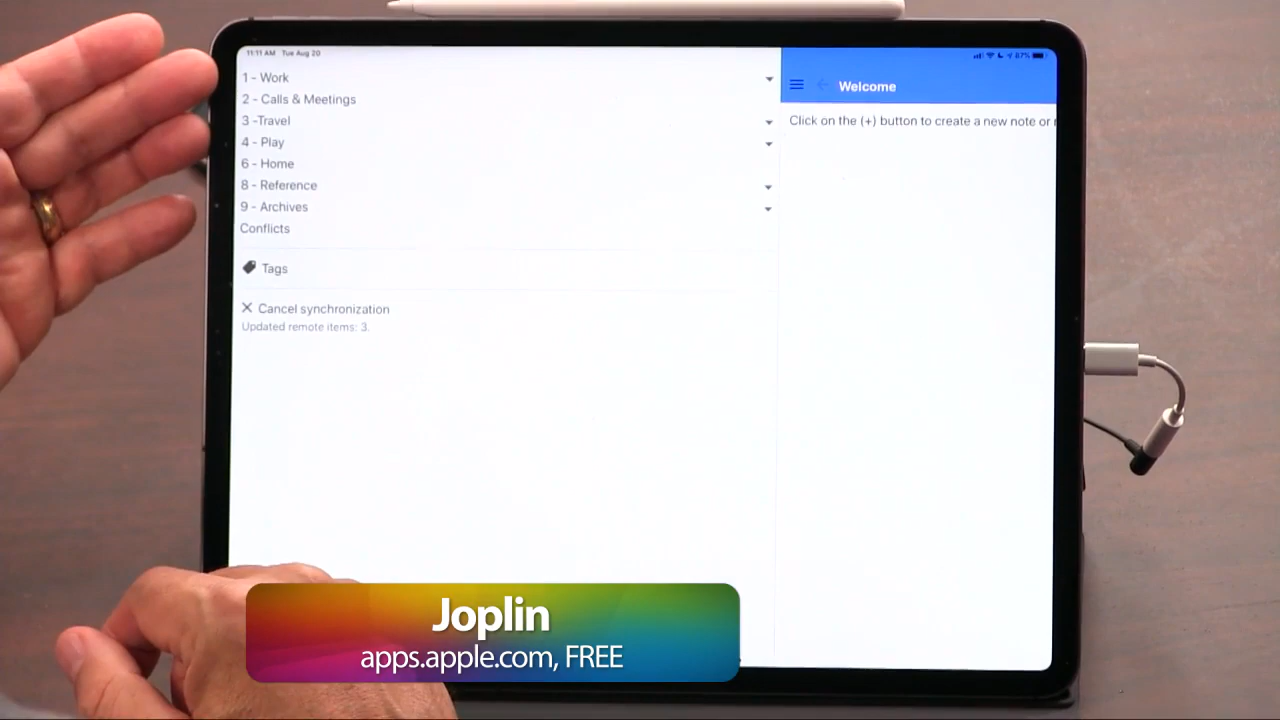 11:11 AM Tue Aug 20
87%
1 - Work
2 - Calls & Meetings
3 -Travel
4 - Play
6 - Home
8 - Reference
9 - Archives
Conflicts
Tags
Cancel synchronization
Updated remote items: 3.
Welcome
Click on the (+) button to create a new note or
Joplin
apps.apple.com, FREE